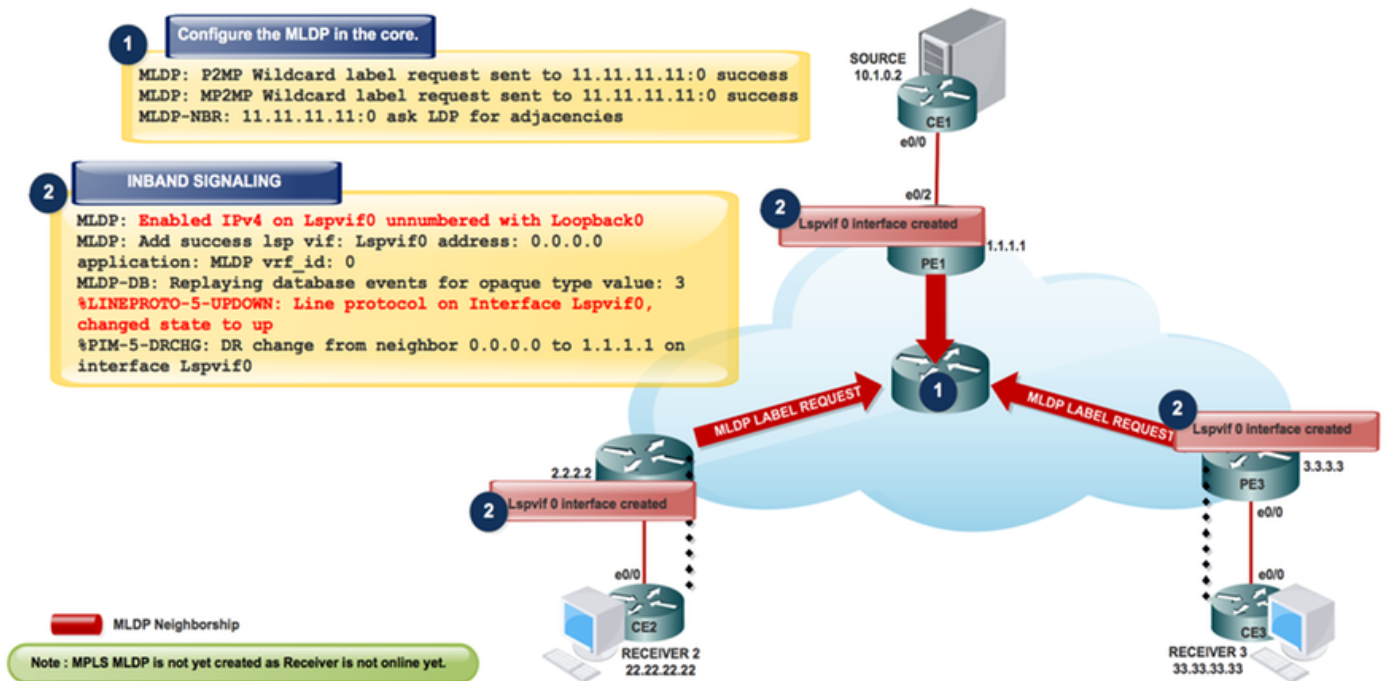 1
Configure the MLDP in the core.
MLDP: P2MP Wildcard label request sent to 11.11.11.11:0 success
MLDP: MP2MP Wildcard label request sent to 11.11.11.11:0 success
MLDP-NBR: 11.11.11.11:0 ask LDP for adjacencies
2
INBAND SIGNALING
MLDP: Enabled IPv4 on Lspvif0 unnumbered with Loopback0
MLDP: Add success lsp vif: Lspvif0 address: 0.0.0.0
application: MLDP vrf_id: 0
MLDP-DB: Replaying database events for opaque type value: 3
%LINEPROTO-5-UPDOWN: Line protocol on Interface Lspvif0,
changed state to up
%PIM-5-DRCHG: DR change from neighbor 0.0.0.0 to 1.1.1.1 on
interface Lspvif0
SOURCE
10.1.0.2
CE1
e0/0
e0/2
2
Lspvif 0 interface created
1.1.1.1
PE1
1
MLDP LABEL REQUEST
MLDP LABEL REQUEST
2
Lspvif 0 interface created
3.3.3.3
PE3
e0/0
2.2.2.2
2
Lspvif 0 interface created
e0/0
CE2
RECEIVER 2
22.22.22.22
e0/0
CE3
RECEIVER 3
33.33.33.33
MLDP Neighborship
Note : MPLS MLDP is not yet created as Receiver is not online yet.